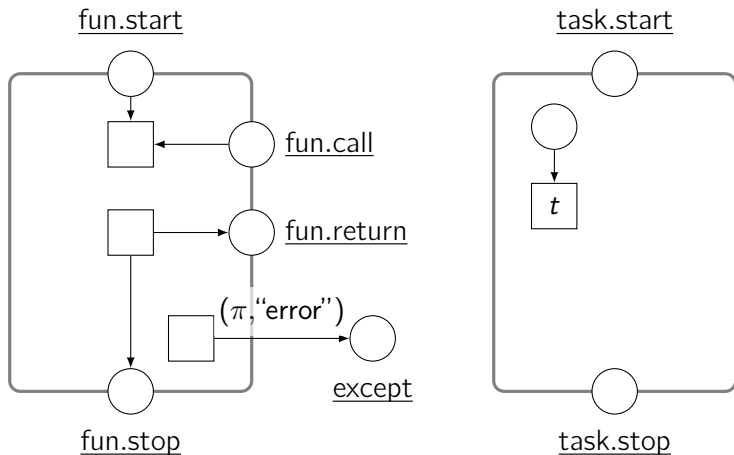 fun.start
task.start
fun.call
t
fun.return
(π,“error”)
except
fun.stop
task.stop